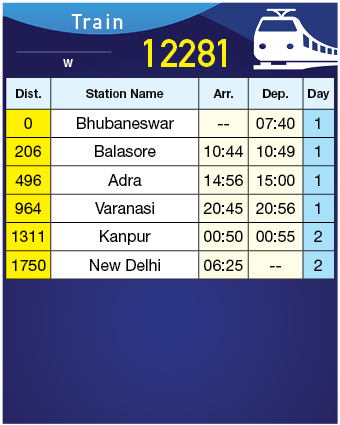 Train
12281
W
Dist. Station Name Arr. Dep. Day
0 Bhubaneswar -- 07:40 1
206 Balasore 10:44 10:49 1
496 Adra 14:56 15:00 1
964 Varanasi 20:45 20:56 1
1311 Kanpur 00:50 00:55 2
1750 New Delhi 06:25 -- 2